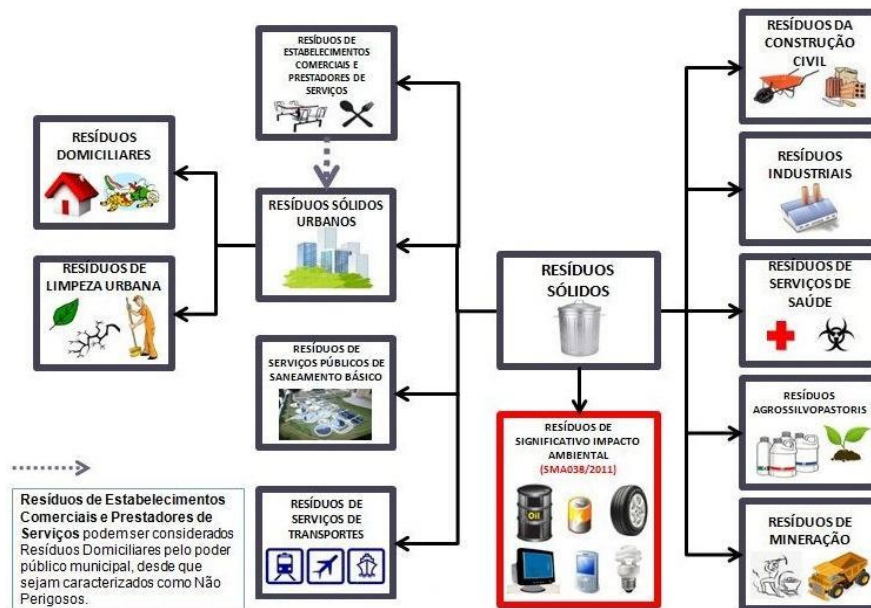 RESÍDUOS DE
ESTABELECIMENTOS
COMERCIAIS E
PRESTADORES DE
SERVIÇOS
RESÍDUOS DA
CONSTRUÇÃO
CIVIL
RESÍDUOS
DOMICILIARES
RESÍDUOS
INDUSTRIAIS
RESÍDUOS SÓLIDOS
URBANOS
RESÍDUOS
SÓLIDOS
RESÍDUOS DE
LIMPEZA URBANA
RESÍDUOS DE
SERVIÇOS DE
SAÚDE
RESÍDUOS DE
SERVIÇOS PÚBLICOS DE
SANEAMENTO BÁSICO
RESÍDUOS
AGROSSILVOPASTORIS
RESÍDUOS DE
SIGNIFICATIVO IMPACTO
AMBIENTAL
(SMA038/2011)
Oil
RESÍDUOS DE
SERVIÇOS DE
TRANSPORTES
RESÍDUOS DE
MINERAÇÃO
Resíduos de Estabelecimentos
Comerciais e Prestadores de
Serviços podem ser considerados
Resíduos Domiciliares pelo poder
público municipal, desde que
sejam caracterizados como Não
Perigosos.